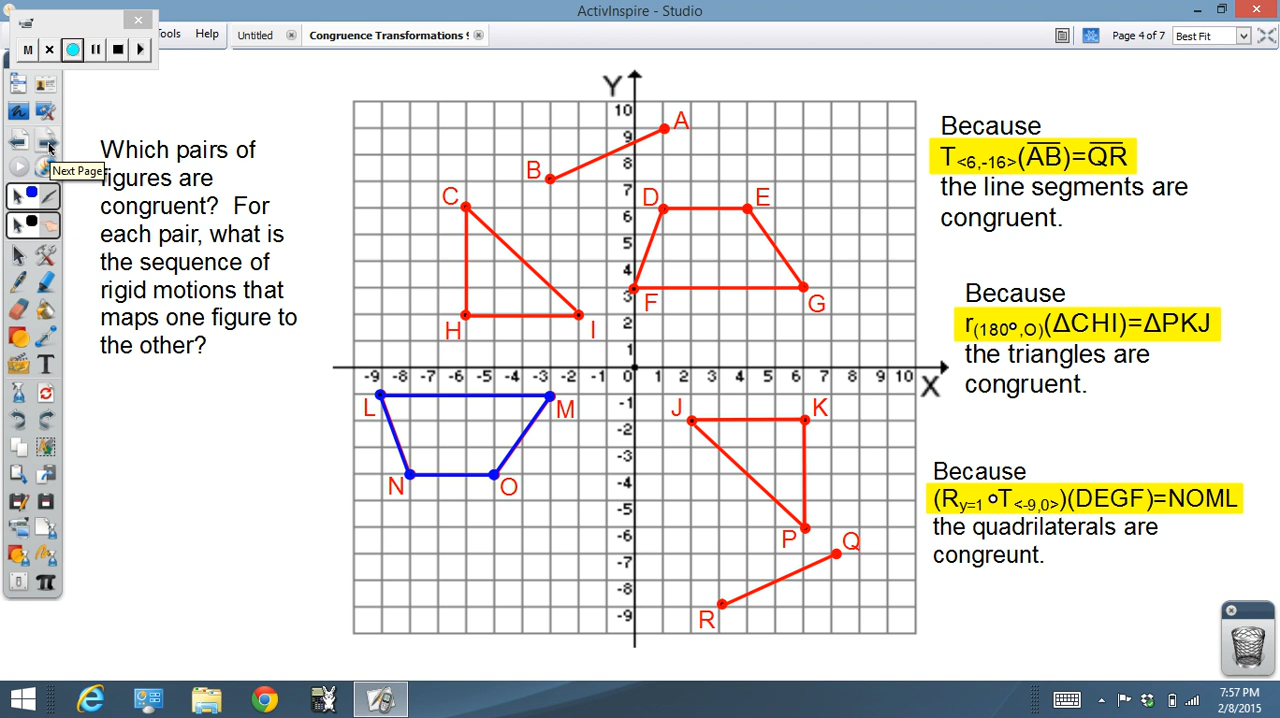 ActivInspire - Studio
Tools Help Untitled Congruence Transformations 9 Page 4 of 7 Best Fit
M
Next Page
Which pairs of
figures are
congruent? For
each pair, what is
the sequence of
rigid motions that
maps one figure to
the other?
Y
10
9
8
7
6
5
4
3
2
1
-9 -8 -7 -6 -5 -4 -3 -2 -1 0 1 2 3 4 5 6 7 8 9 10 X
-1
-2
-3
-4
-5
-6
-7
-8
-9
A
B
C D E
F G
H I
L M J K
N O
P Q
R
Because
T<6,-16>(A̅B̅)=Q̅R̅
the line segments are
congruent.
Because
r(180°,O)(ΔCHI)=ΔPKJ
the triangles are
congruent.
Because
(Ry=1∘T<-9,0>)(DEGF)=NOML
the quadrilaterals are
congreunt.
T
π
7:57 PM
2/8/2015